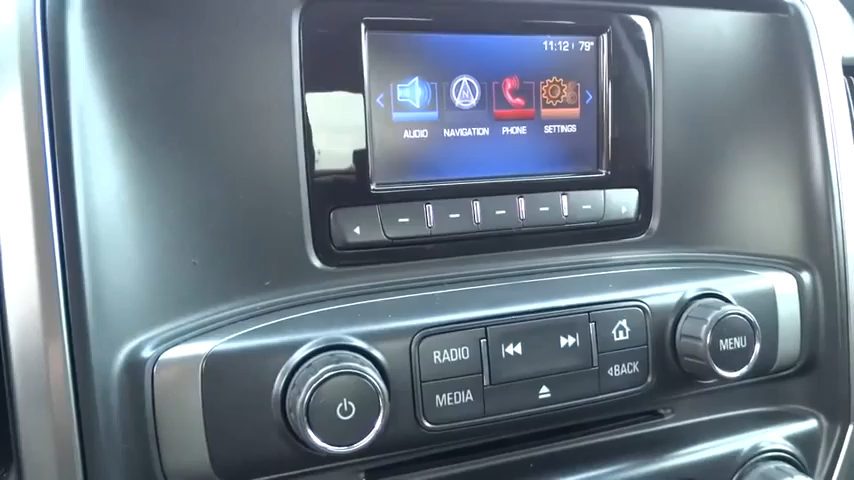 11:12 79°
AUDIO NAVIGATION PHONE SETTINGS
RADIO
MEDIA
BACK
MENU